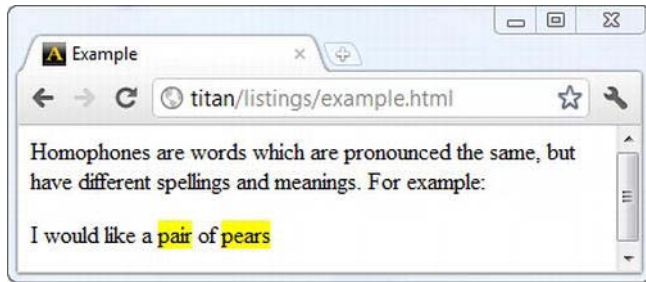 Example
titan/listings/example.html
Homophones are words which are pronounced the same, but
have different spellings and meanings. For example:
I would like a pair of pears